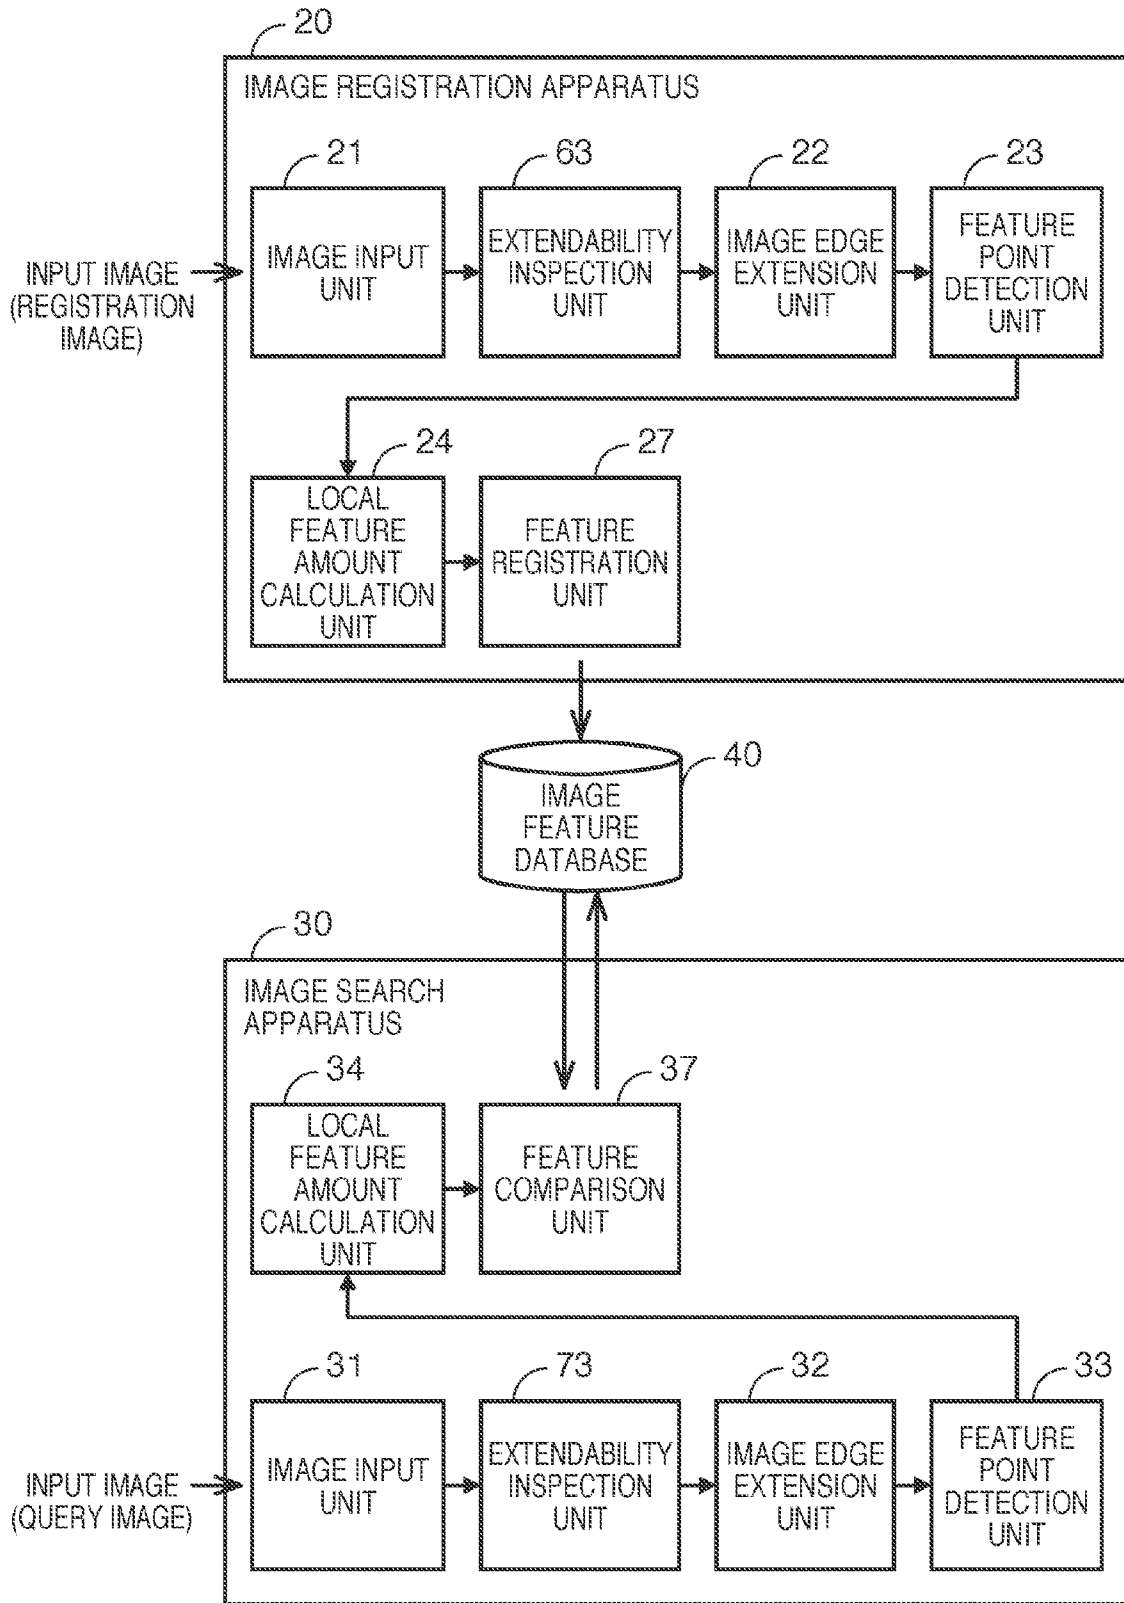 20
IMAGE REGISTRATION APPARATUS
21
63
22
23
INPUT IMAGE
(REGISTRATION
IMAGE)
IMAGE INPUT
UNIT
EXTENDABILITY
INSPECTION
UNIT
IMAGE EDGE
EXTENSION
UNIT
FEATURE
POINT
DETECTION
UNIT
24
27
LOCAL
FEATURE
AMOUNT
CALCULATION
UNIT
FEATURE
REGISTRATION
UNIT
40
IMAGE
FEATURE
DATABASE
30
IMAGE SEARCH
APPARATUS
34
37
LOCAL
FEATURE
AMOUNT
CALCULATION
UNIT
FEATURE
COMPARISON
UNIT
31
73
32
33
INPUT IMAGE
(QUERY IMAGE)
IMAGE INPUT
UNIT
EXTENDABILITY
INSPECTION
UNIT
IMAGE EDGE
EXTENSION
UNIT
FEATURE
POINT
DETECTION
UNIT